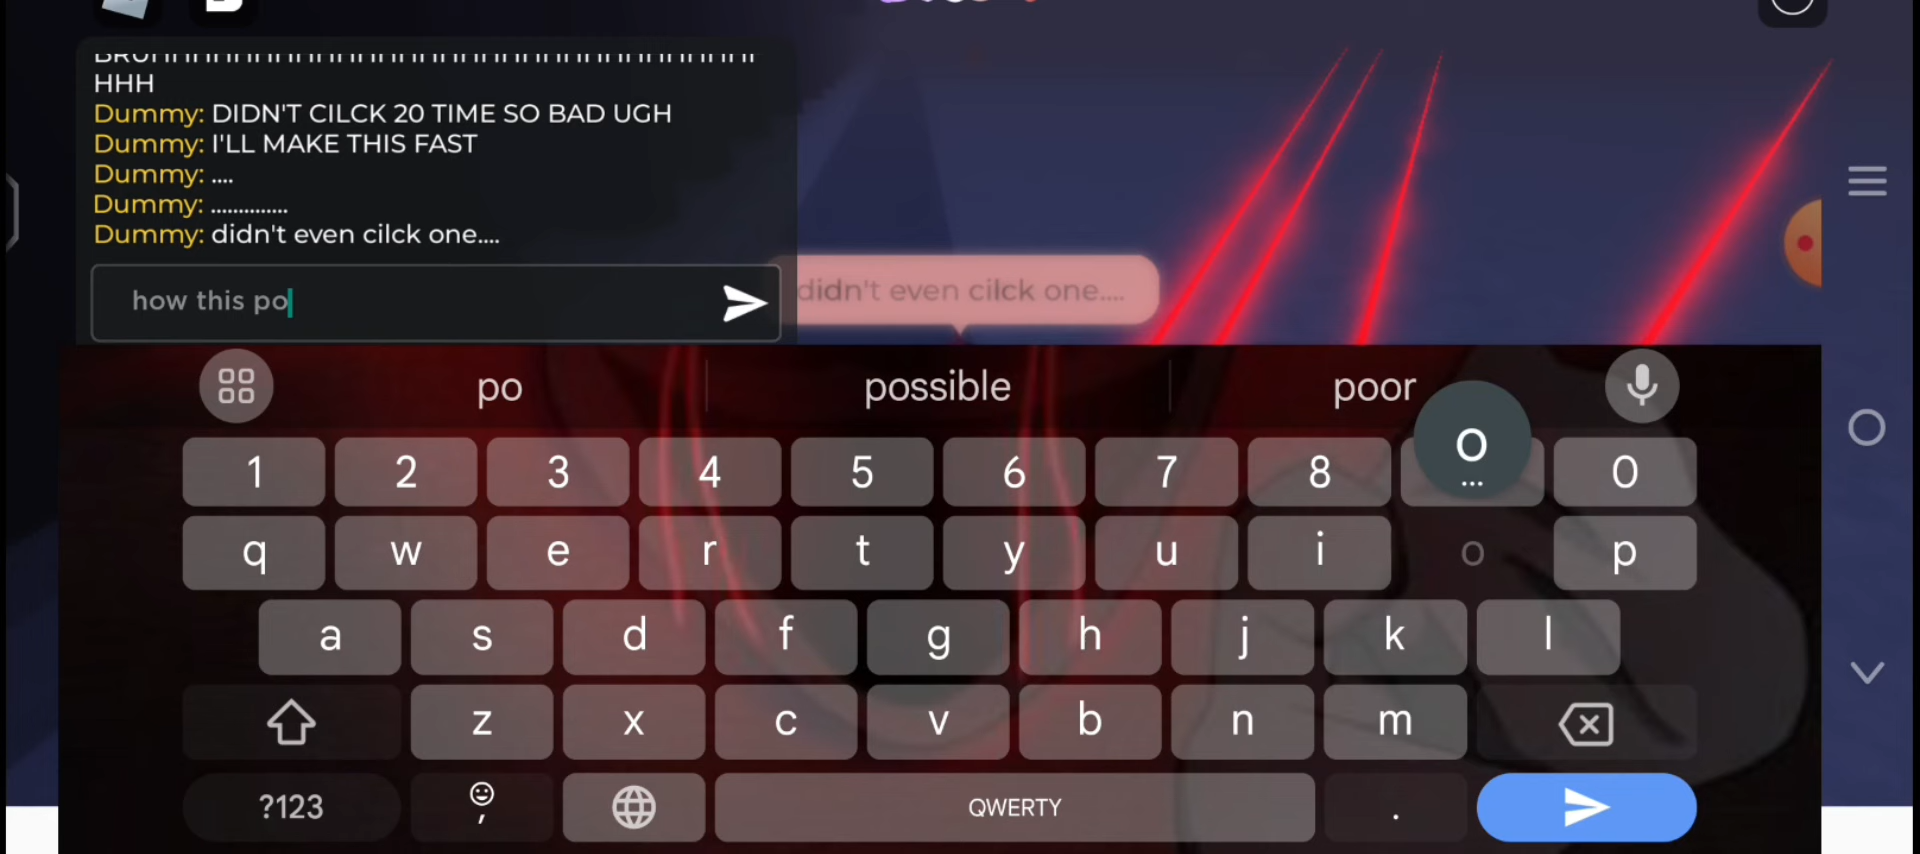 HHH
Dummy: DIDN'T CILCK 20 TIME SO BAD UGH
Dummy: I'LL MAKE THIS FAST
Dummy: ....
Dummy: ..............
Dummy: didn't even cilck one....
how this po
didn't even cilck one....
po possible poor
1 2 3 4 5 6 7 8 o 0
...
q w e r t y u i o p
a s d f g h j k l
z x c v b n m
?123 , QWERTY .